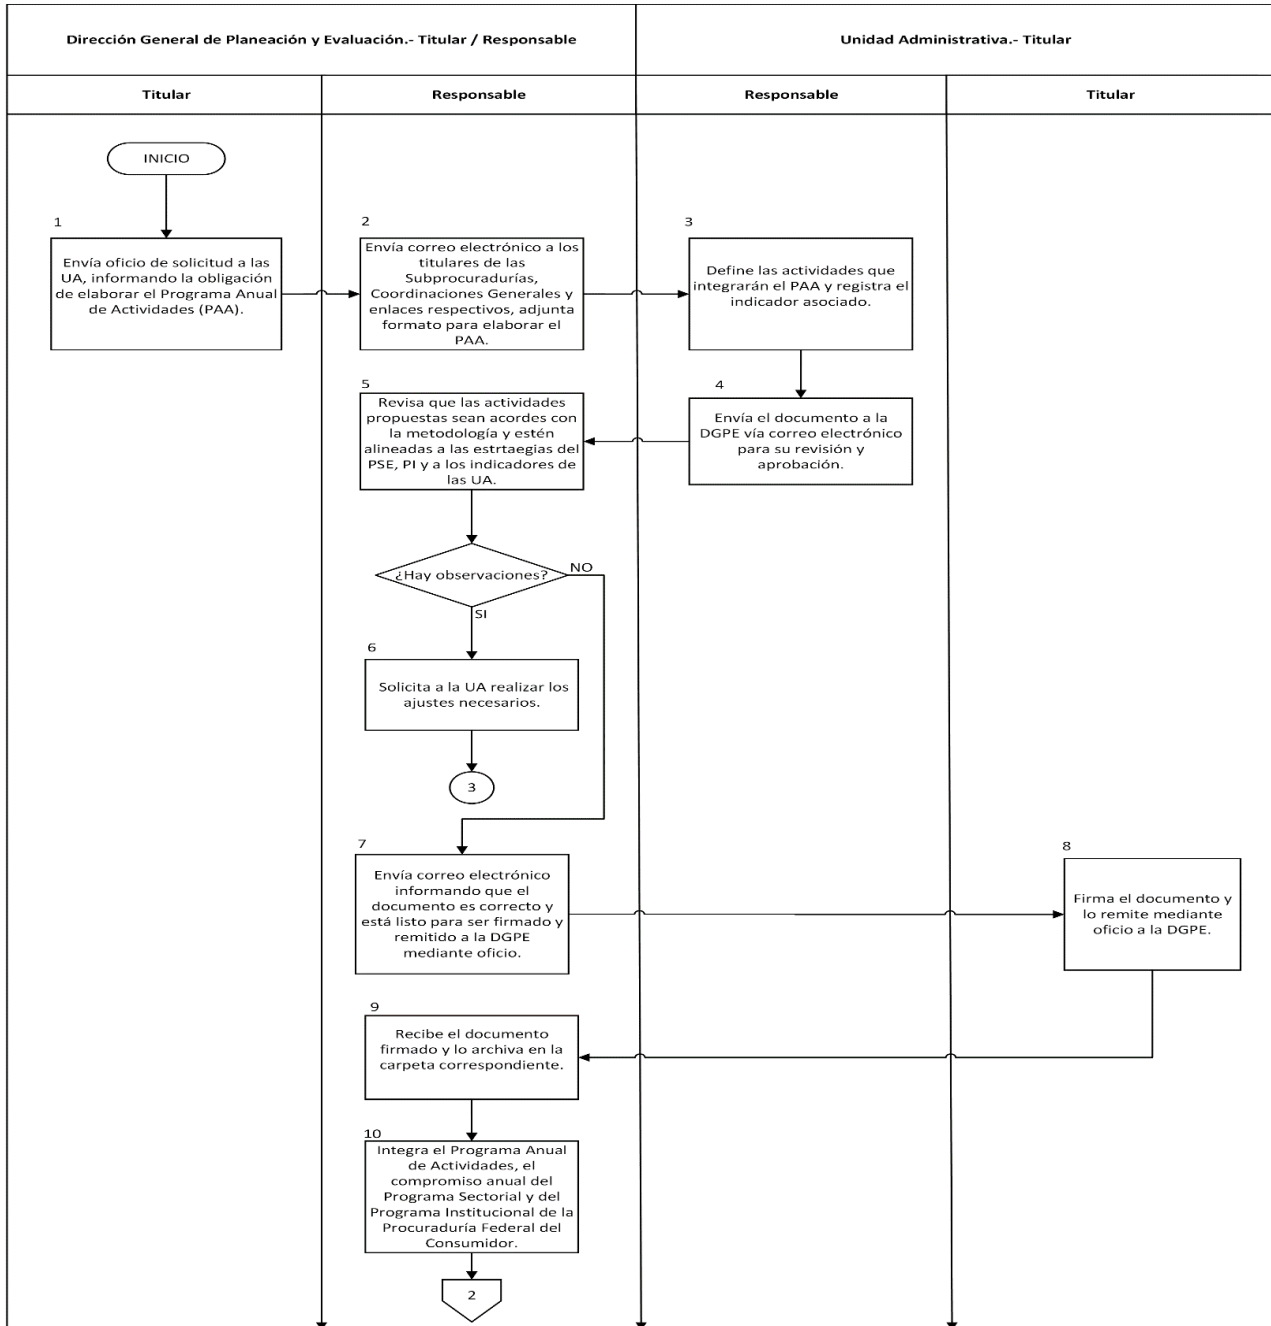 Dirección General de Planeación y Evaluación.- Titular / Responsable
Unidad Administrativa.- Titular
Titular
Responsable
Responsable
Titular
INICIO
1
Envía oficio de solicitud a las
UA, informando la obligación
de elaborar el Programa Anual
de Actividades (PAA).
2
Envía correo electrónico a los
titulares de las
Subprocuradurías,
Coordinaciones Generales y
enlaces respectivos, adjunta
formato para elaborar el
PAA.
3
Define las actividades que
integrarán el PAA y registra el
indicador asociado.
4
Envía el documento a la
DGPE vía correo electrónico
para su revisión y
aprobación.
5
Revisa que las actividades
propuestas sean acordes con
la metodología y estén
alineadas a las estrtaegias del
PSE, PI y a los indicadores de
las UA.
¿Hay observaciones?
NO
SI
6
Solicita a la UA realizar los
ajustes necesarios.
3
7
Envía correo electrónico
informando que el
documento es correcto y
está listo para ser firmado y
remitido a la DGPE
mediante oficio.
8
Firma el documento y
lo remite mediante
oficio a la DGPE.
9
Recibe el documento
firmado y lo archiva en la
carpeta correspondiente.
10
Integra el Programa Anual
de Actividades, el
compromiso anual del
Programa Sectorial y del
Programa Institucional de la
Procuraduría Federal del
Consumidor.
2